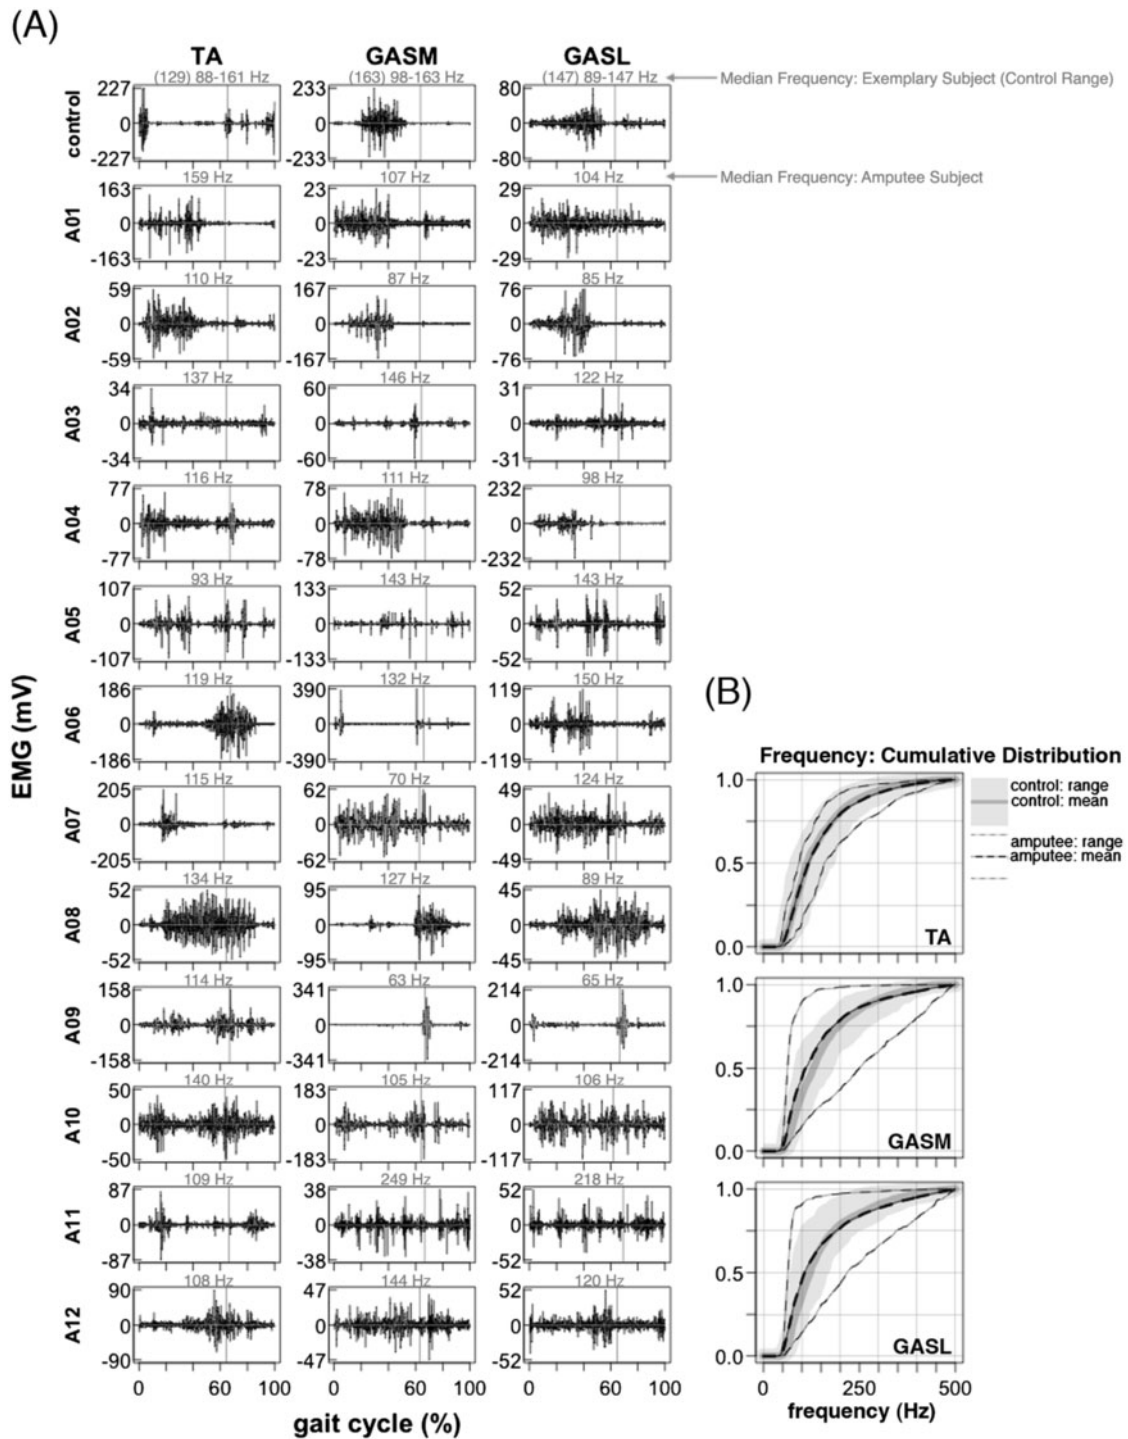 (A)
TA GASM GASL
(129) 88-161 Hz (163) 98-163 Hz (147) 89-147 Hz Median Frequency: Exemplary Subject (Control Range)
control 227 0 -227 233 0 -233 80 0 -80
159 Hz 107 Hz 104 Hz Median Frequency: Amputee Subject
A01 163 0 -163 23 0 -23 29 0 -29
110 Hz 87 Hz 85 Hz
A02 59 0 -59 167 0 -167 76 0 -76
137 Hz 146 Hz 122 Hz
A03 34 0 -34 60 0 -60 31 0 -31
116 Hz 111 Hz 98 Hz
A04 77 0 -77 78 0 -78 232 0 -232
93 Hz 143 Hz 143 Hz
A05 107 0 -107 133 0 -133 52 0 -52
119 Hz 132 Hz 150 Hz
A06 186 0 -186 390 0 -390 119 0 -119
115 Hz 70 Hz 124 Hz
A07 205 0 -205 62 0 -62 49 0 -49
134 Hz 127 Hz 89 Hz
A08 52 0 -52 95 0 -95 45 0 -45
114 Hz 63 Hz 65 Hz
A09 158 0 -158 341 0 -341 214 0 -214
140 Hz 105 Hz 106 Hz
A10 50 0 -50 183 0 -183 117 0 -117
109 Hz 249 Hz 218 Hz
A11 87 0 -87 38 0 -38 52 0 -52
108 Hz 144 Hz 120 Hz
A12 90 0 -90 47 0 -47 52 0 -52
0 100 0 100 0 100
gait cycle (%)
EMG (mV)
(B)
Frequency: Cumulative Distribution
control: range
control: mean
amputee: range
amputee: mean
1.0
0.5
0.0
TA
1.0
0.5
0.0
GASM
1.0
0.5
0.0
GASL
0 250 500
frequency (Hz)